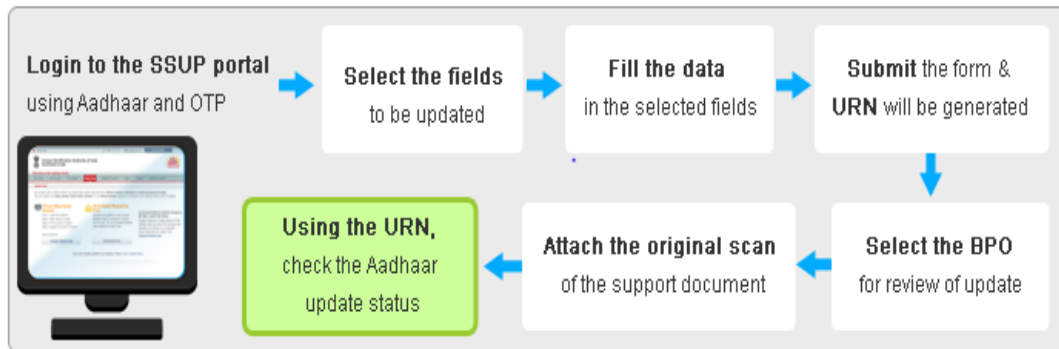 Login to the SSUP portal
using Aadhaar and OTP
Select the fields
to be updated
Fill the data
in the selected fields
Submit the form &
URN will be generated
Select the BPO
for review of update
Attach the original scan
of the support document
Using the URN,
check the Aadhaar
update status